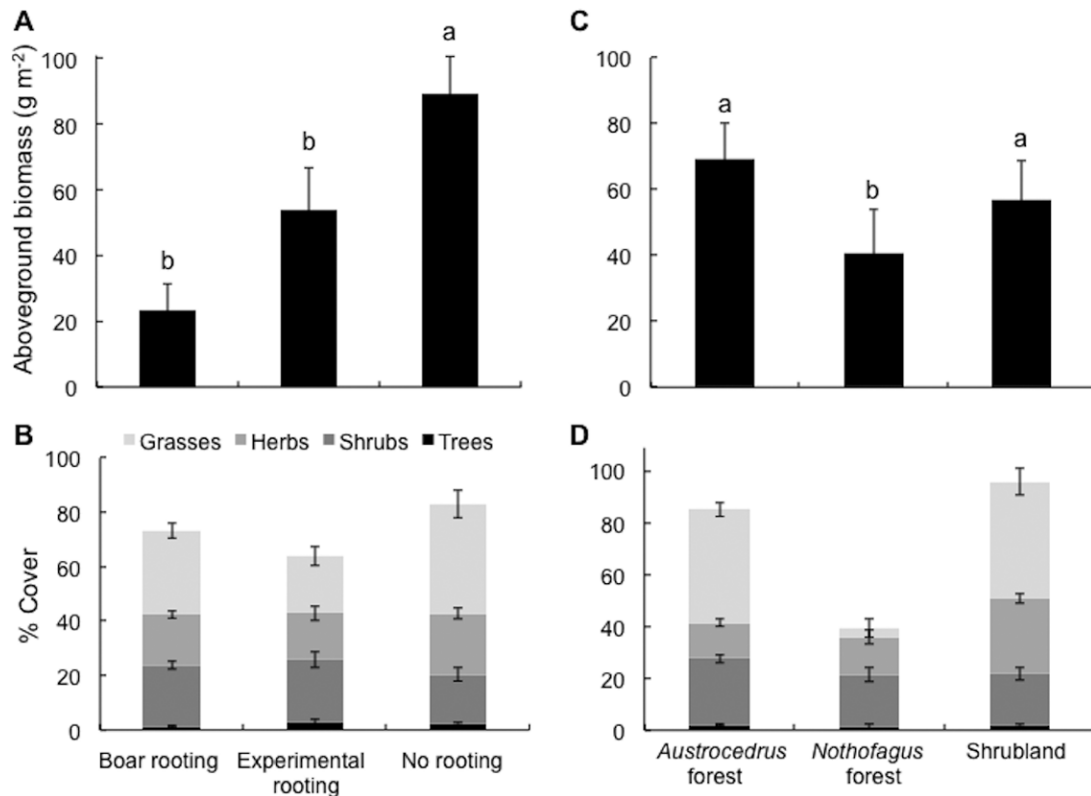 A
Aboveground biomass (g m⁻²)
100
80
60
40
20
0
b
b
a
C
100
80
60
40
20
0
a
b
a
B
Grasses Herbs Shrubs Trees
% Cover
100
80
60
40
20
0
Boar rooting
Experimental
rooting
No rooting
D
100
80
60
40
20
0
Austrocedrus
forest
Nothofagus
forest
Shrubland